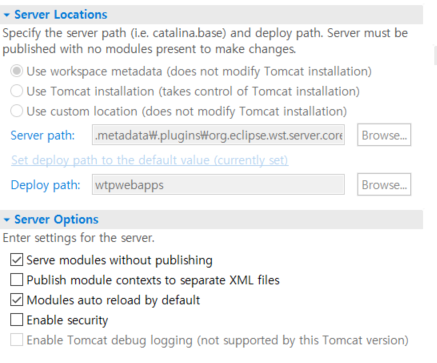 Server Locations
Specify the server path (i.e. catalina.base) and deploy path. Server must be
published with no modules present to make changes.
Use workspace metadata (does not modify Tomcat installation)
Use Tomcat installation (takes control of Tomcat installation)
Use custom location (does not modify Tomcat installation)
Server path: .metadata₩.plugins₩org.eclipse.wst.server.core Browse...
Set deploy path to the default value (currently set)
Deploy path: wtpwebapps Browse...
Server Options
Enter settings for the server.
Serve modules without publishing
Publish module contexts to separate XML files
Modules auto reload by default
Enable security
Enable Tomcat debug logging (not supported by this Tomcat version)